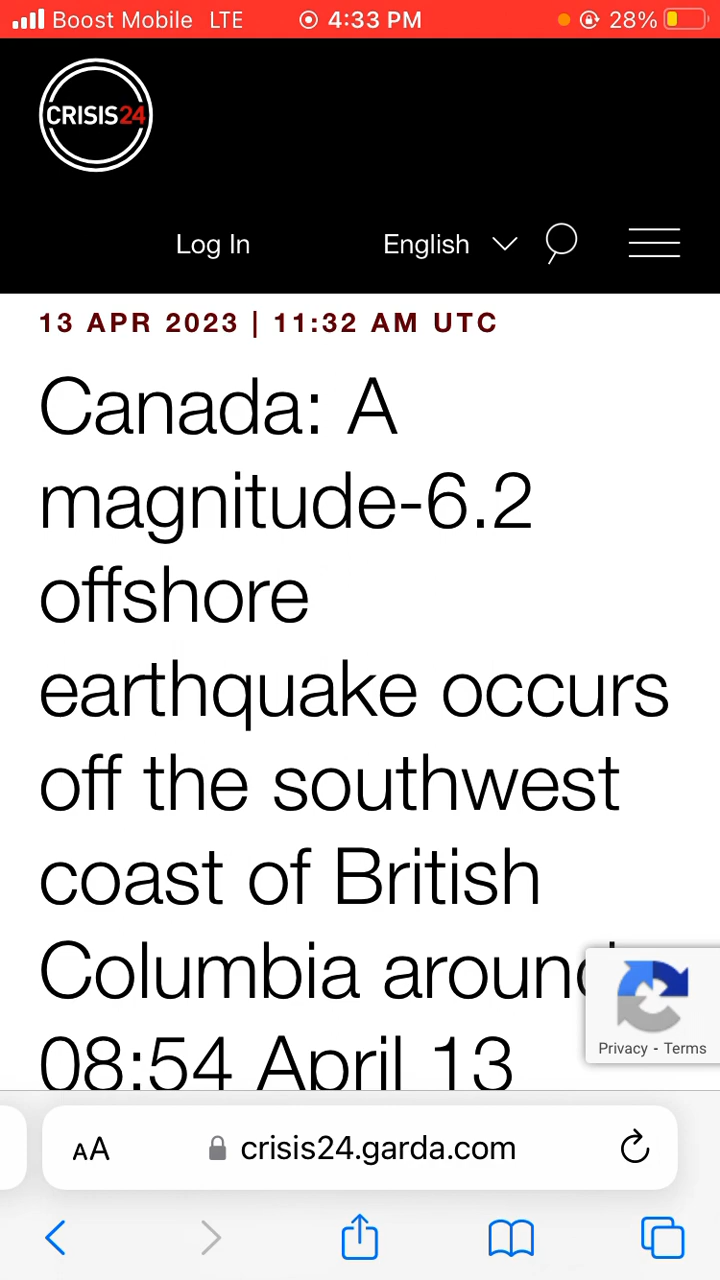 Boost Mobile LTE 4:33 PM 28%
CRISIS24
Log In English
13 APR 2023 | 11:32 AM UTC
Canada: A
magnitude-6.2
offshore
earthquake occurs
off the southwest
coast of British
Columbia around
08:54 April 13
Privacy - Terms
AA crisis24.garda.com